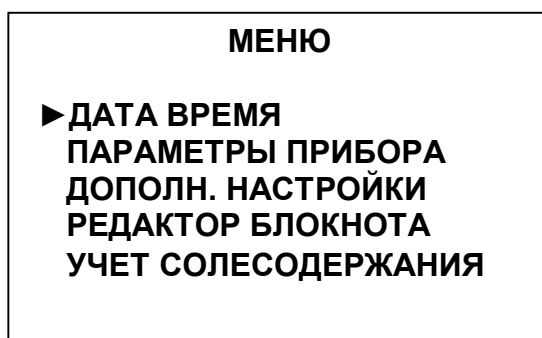 МЕНЮ
►ДАТА ВРЕМЯ
ПАРАМЕТРЫ ПРИБОРА
ДОПОЛН. НАСТРОЙКИ
РЕДАКТОР БЛОКНОТА
УЧЕТ СОЛЕСОДЕРЖАНИЯ